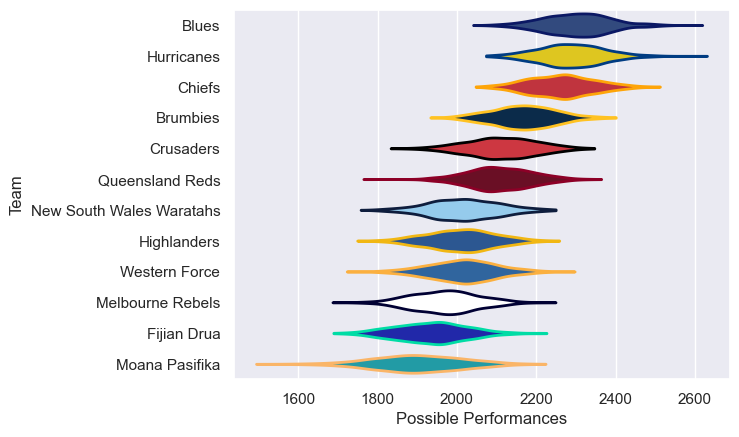 Blues
Hurricanes
Chiefs
Brumbies
Crusaders
Queensland Reds
New South Wales Waratahs
Highlanders
Western Force
Melbourne Rebels
Fijian Drua
Moana Pasifika
Team
1600 1800 2000 2200 2400 2600
Possible Performances